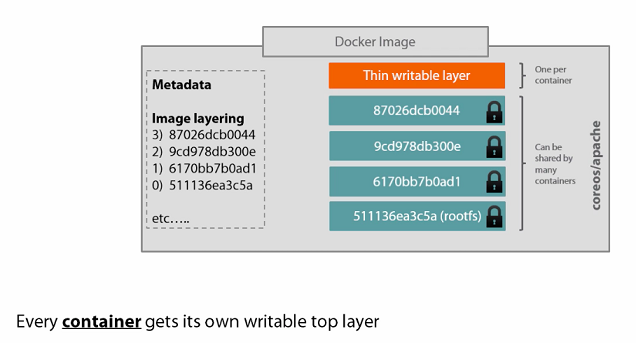 Docker Image
Metadata
Image layering
3) 87026dcb0044
2) 9cd978db300e
1) 6170bb7b0ad1
0) 511136ea3c5a
etc…..
Thin writable layer
87026dcb0044
9cd978db300e
6170bb7b0ad1
511136ea3c5a (rootfs)
One per
container
Can be
shared by
many
containers
coreos/apache
Every container gets its own writable top layer